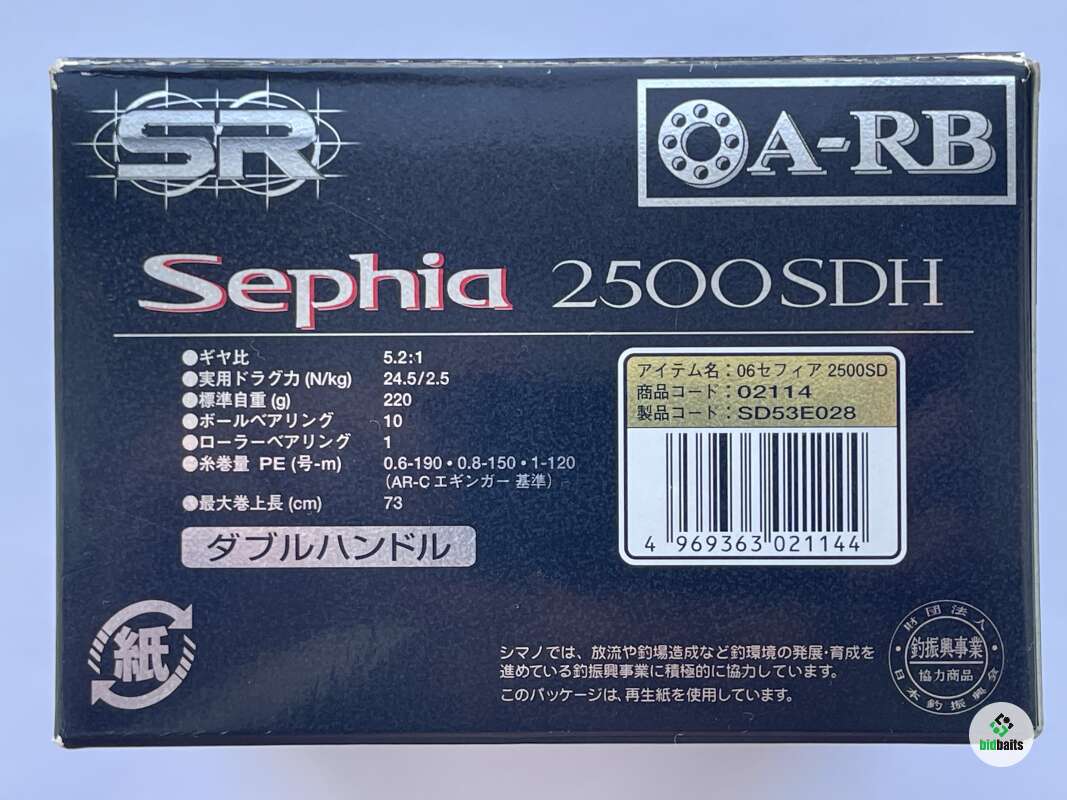 SR
A-RB
Sephia 2500SDH
●ギヤ比 5.2:1
●実用ドラグ力(N/kg) 24.5/2.5
●標準自重(g) 220
●ボールベアリング 10
●ローラーベアリング 1
●糸巻量 PE(号-m) 0.6-190・0.8-150・1-120
(AR-Cエギンガー 基準)
●最大巻上長(cm) 73
ダブルハンドル
アイテム名:06セフィア 2500SD
商品コード:02114
製品コード:SD53E028
4 969363 021144
紙
シマノでは、放流や釣場造成など釣環境の発展・育成を
進めている釣振興事業に積極的に協力しています。
このパッケージは、再生紙を使用しています。
財団法人
釣振興事業
協力商品
日本釣振興会
bidbaits